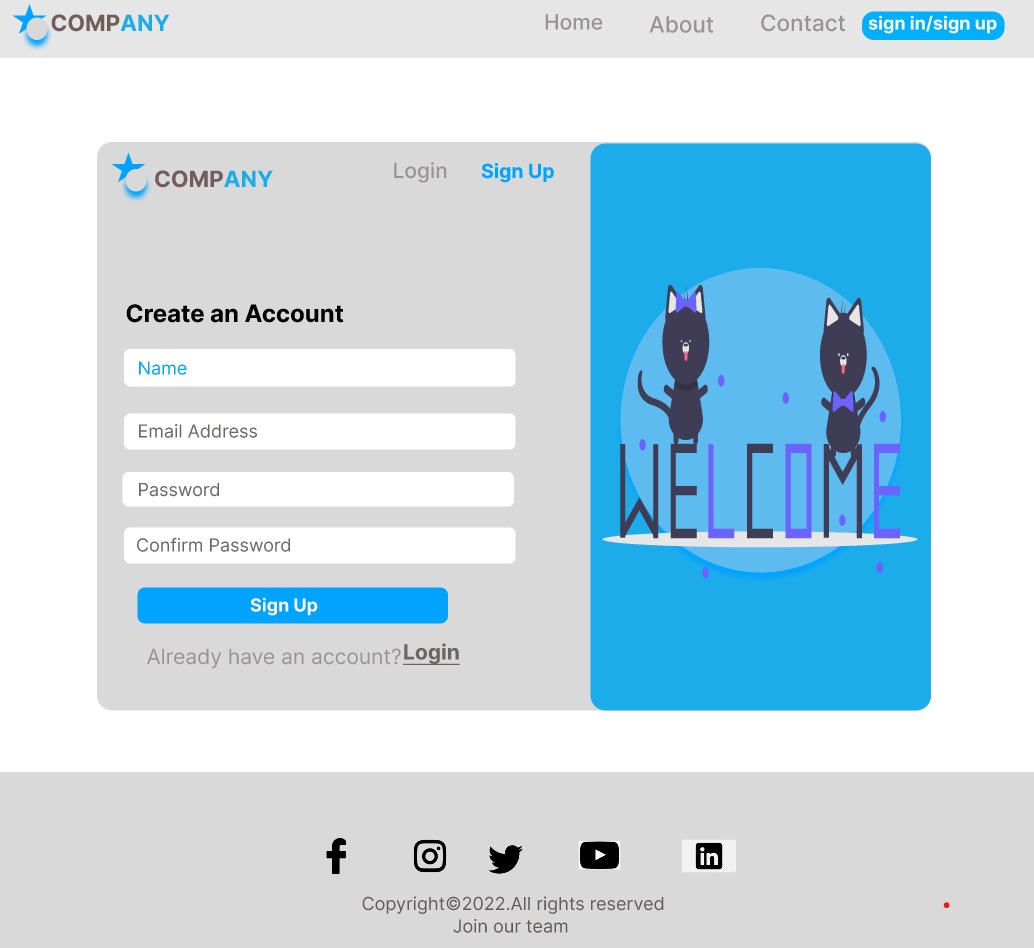 COMPANY
Home About Contact sign in/sign up
COMPANY
Login Sign Up
Create an Account
Name
Email Address
Password
Confirm Password
Sign Up
Already have an account?Login
WELCOME
Copyright©2022.All rights reserved
Join our team